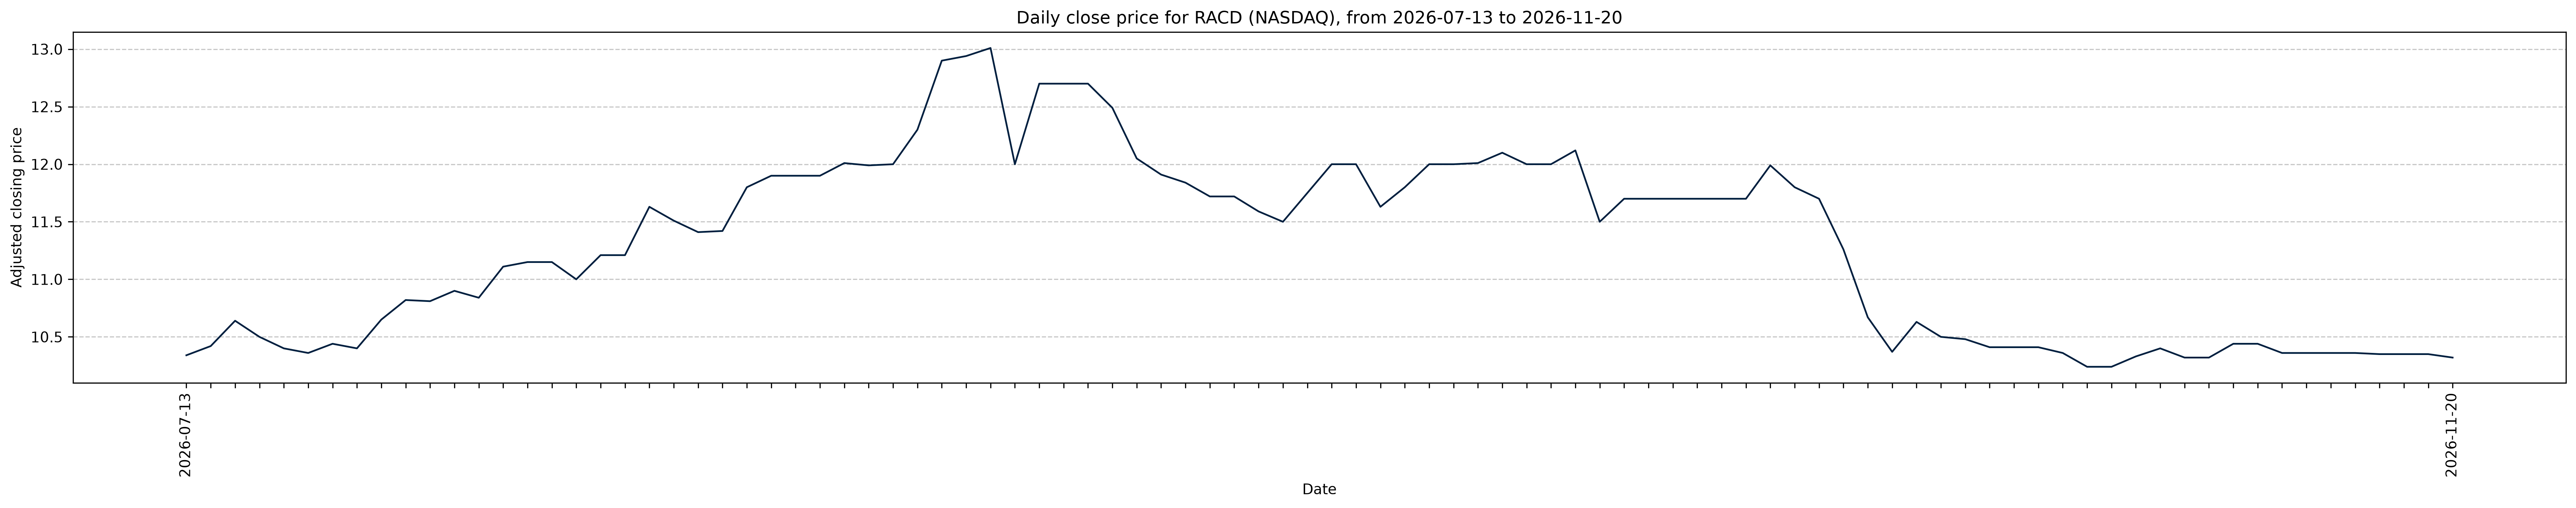 Daily close price for RACD (NASDAQ), from 2026-07-13 to 2026-11-20
Adjusted closing price
13.0
12.5
12.0
11.5
11.0
10.5
2026-07-13
2026-11-20
Date